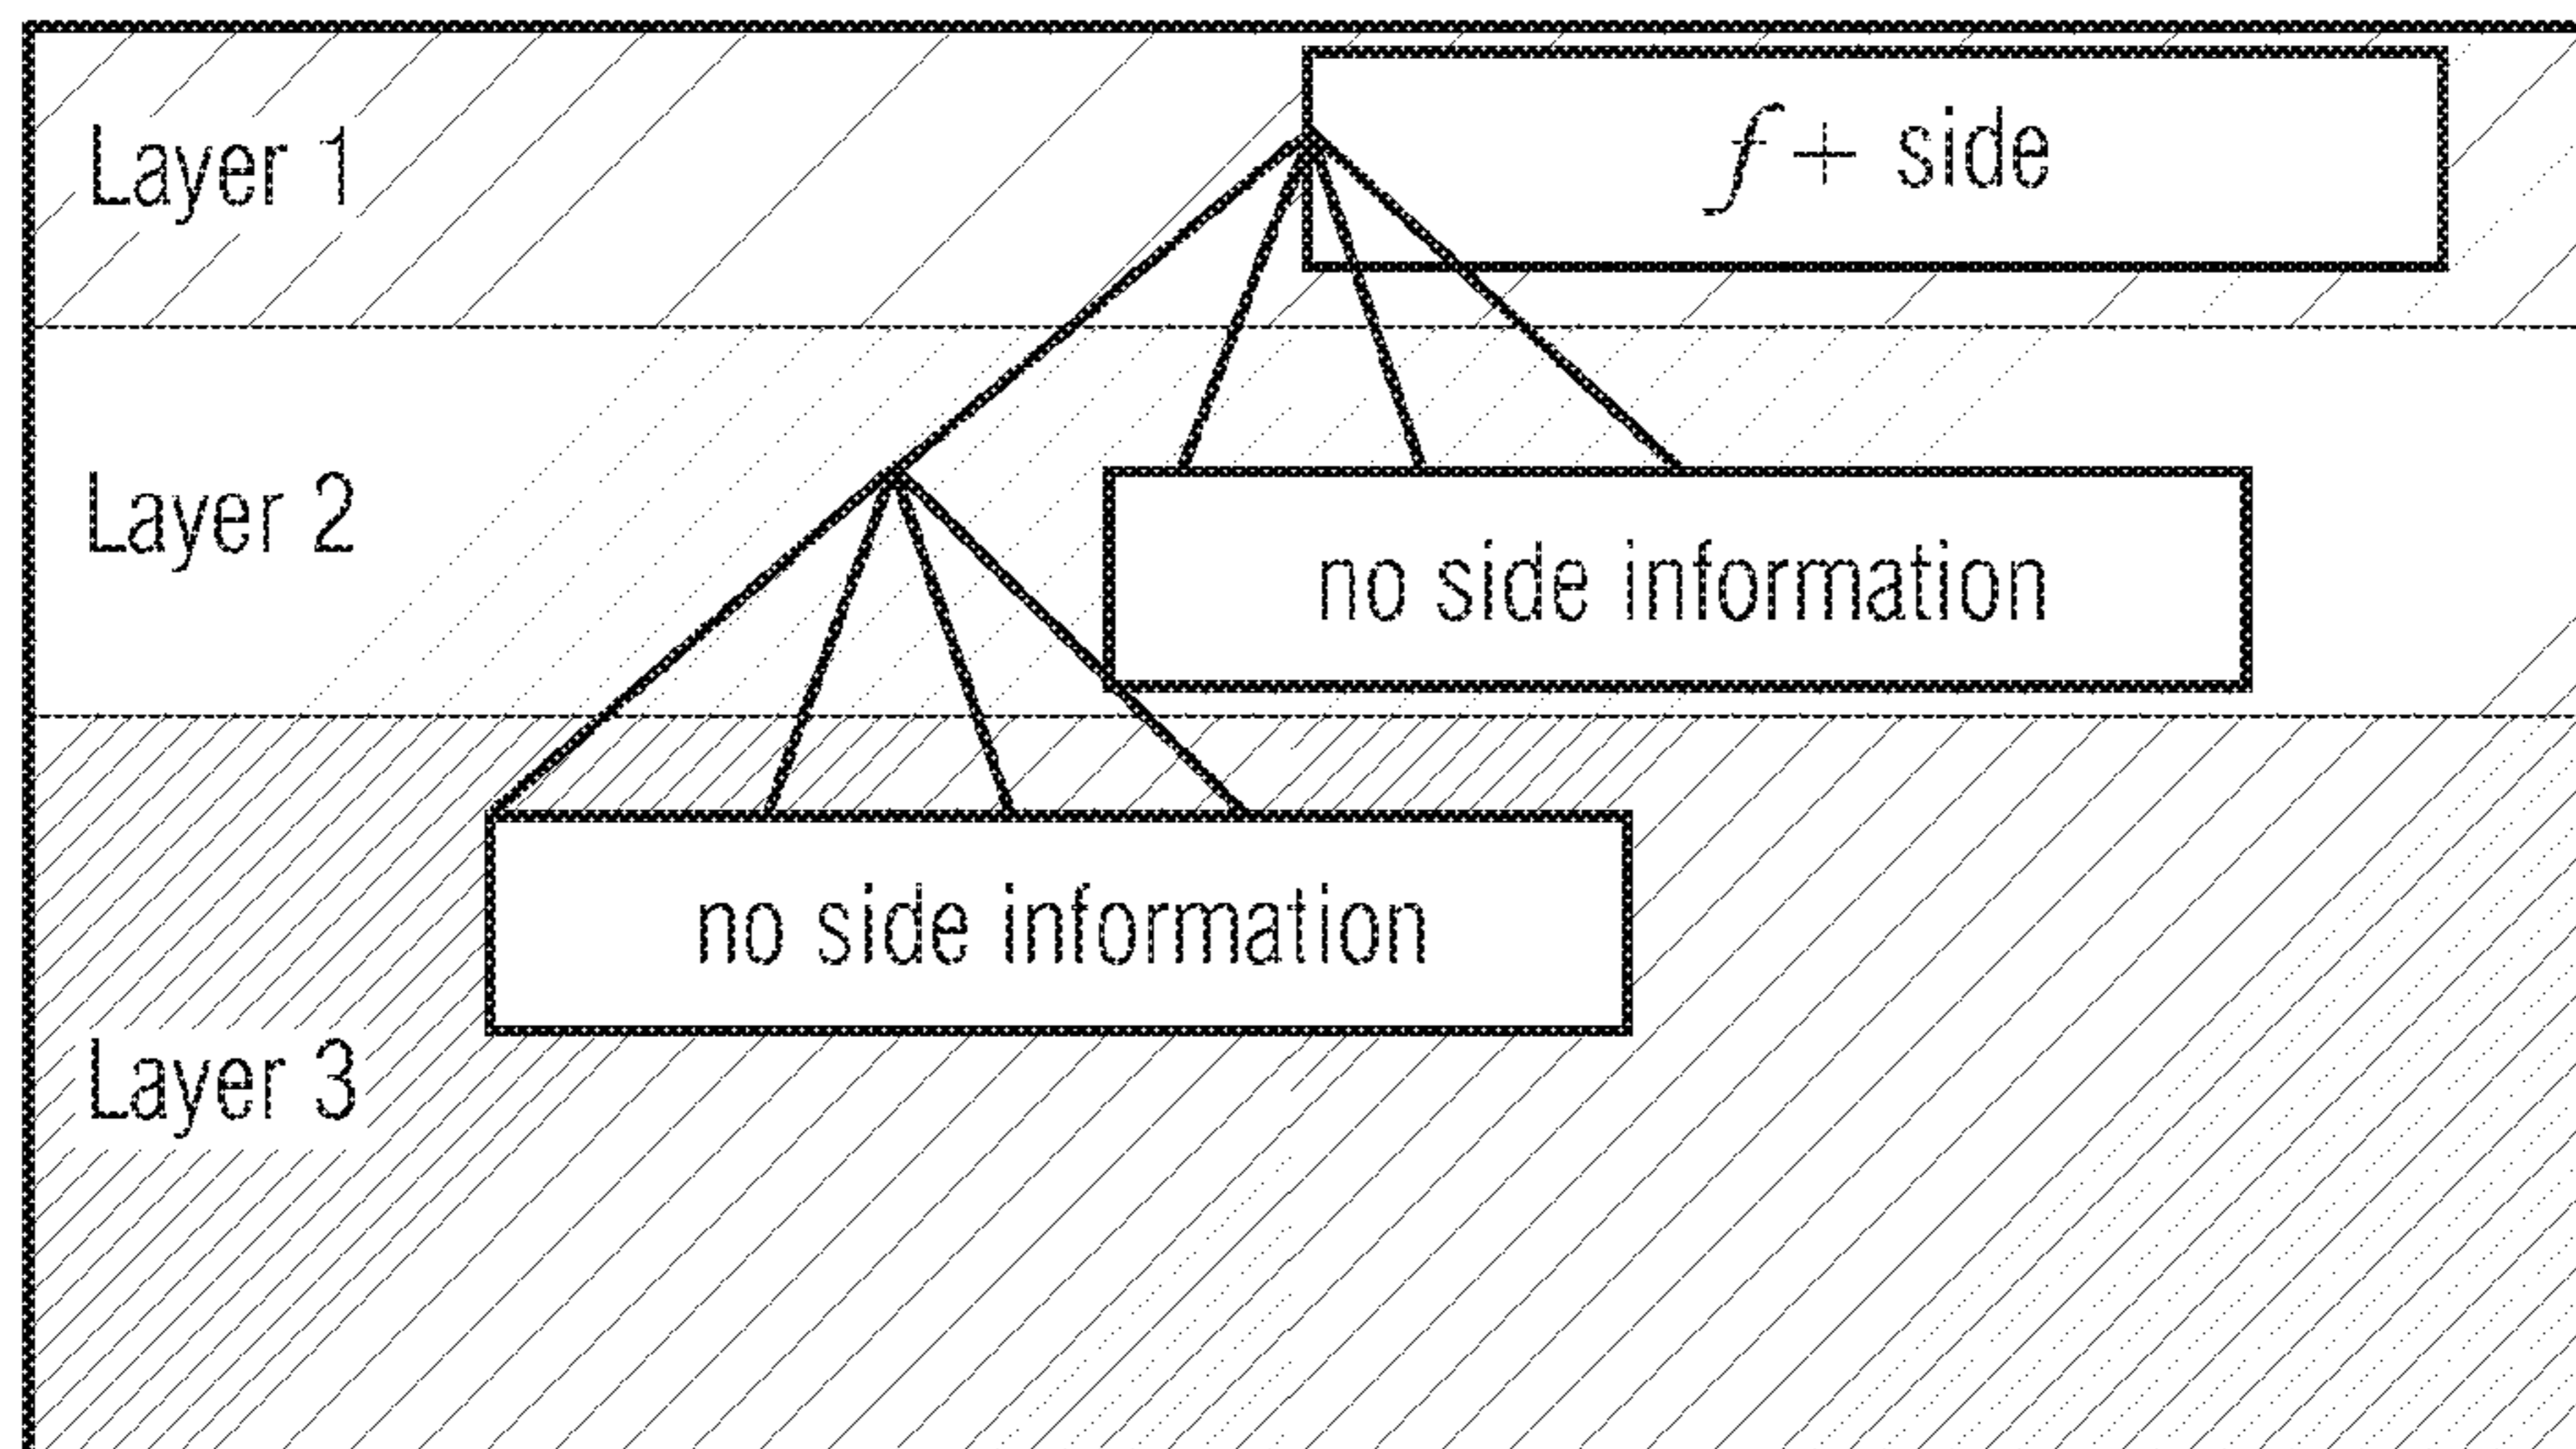 Layer 1
f + side
Layer 2
no side information
no side information
Layer 3